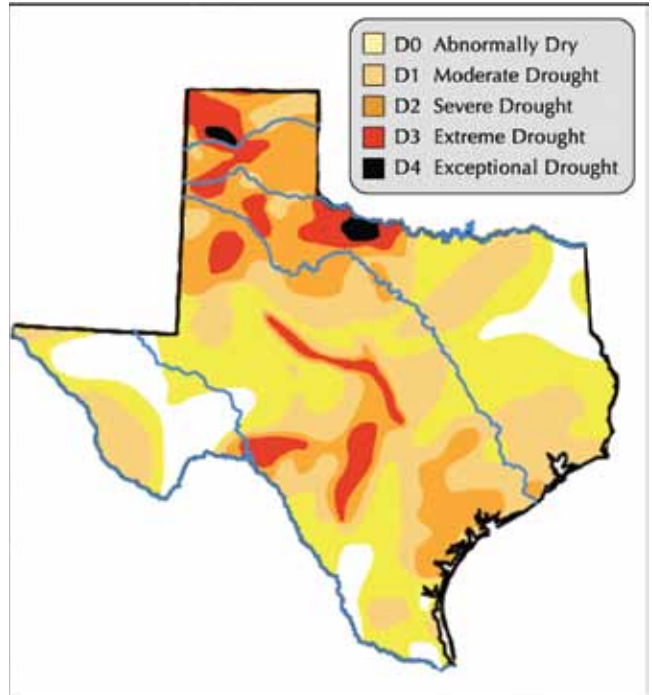 D0 Abnormally Dry
D1 Moderate Drought
D2 Severe Drought
D3 Extreme Drought
D4 Exceptional Drought